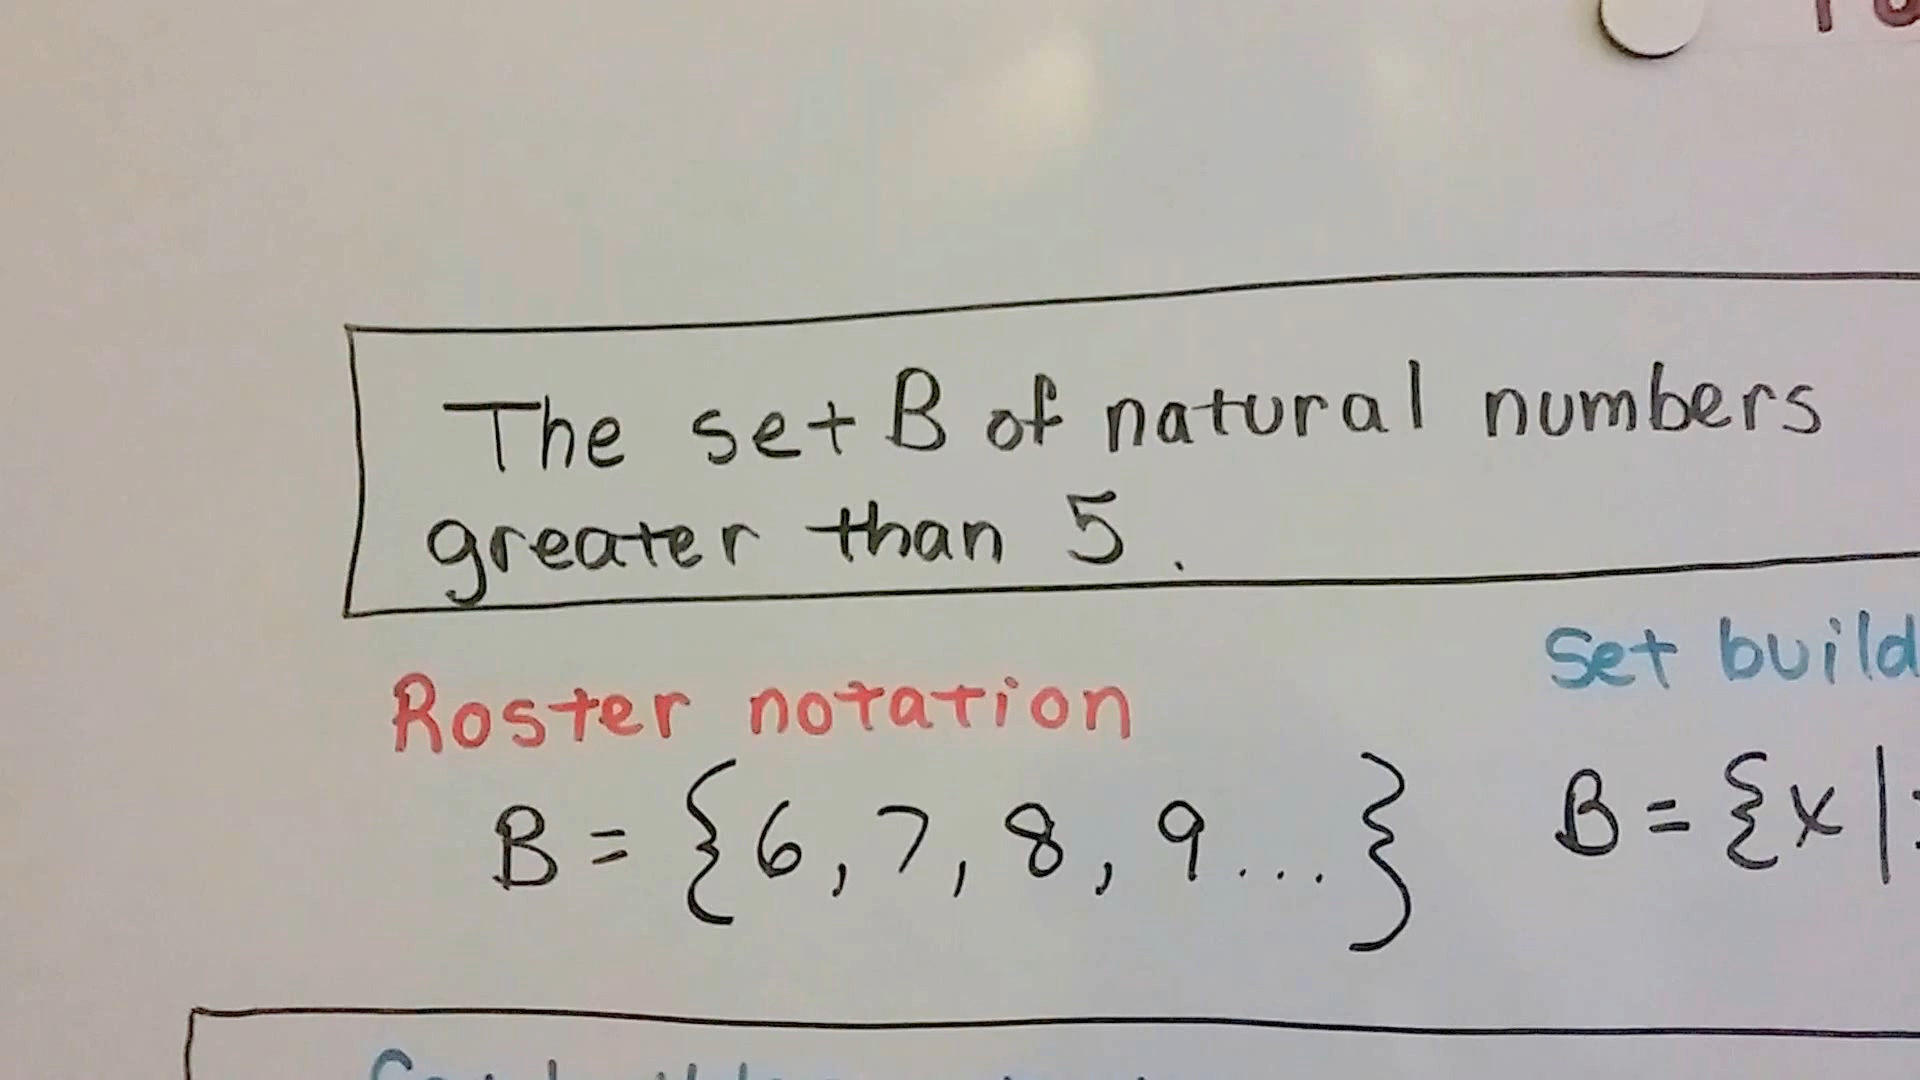 The set B of natural numbers
greater than 5.
Roster notation
B = {6, 7, 8, 9...}
Set build
B = {x |